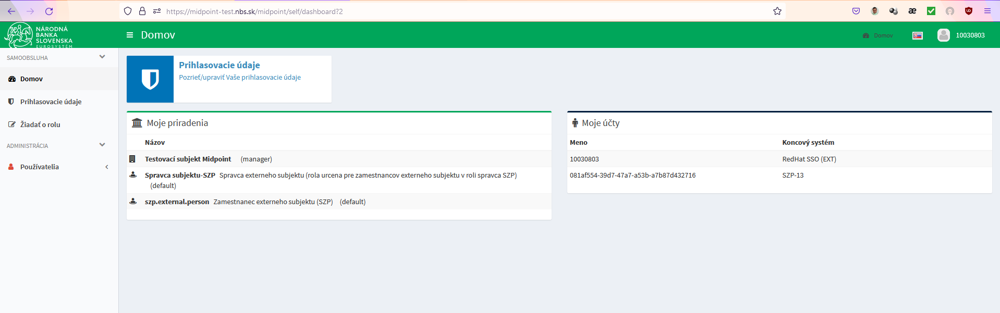 https://midpoint-test.nbs.sk/midpoint/self/dashboard?2
NÁRODNÁ
BANKA
SLOVENSKA
EUROSYSTÉM
Domov
Domov
10030803
SAMOOBSLUHA
Domov
Prihlasovacie údaje
Žiadať o rolu
ADMINISTRÁCIA
Používatelia
Prihlasovacie údaje
Pozrieť/upraviť Vaše prihlasovacie údaje
Moje priradenia
Názov
Testovací subjekt Midpoint (manager)
Spravca subjektu-SZP Spravca externeho subjektu (rola urcena pre zamestnancov externeho subjektu v roli spravca SZP)
(default)
szp.external.person Zamestnanec externeho subjektu (SZP) (default)
Moje účty
Meno Koncový systém
10030803 RedHat SSO (EXT)
081af554-39d7-47a7-a53b-a7b87d432716 SZP-13